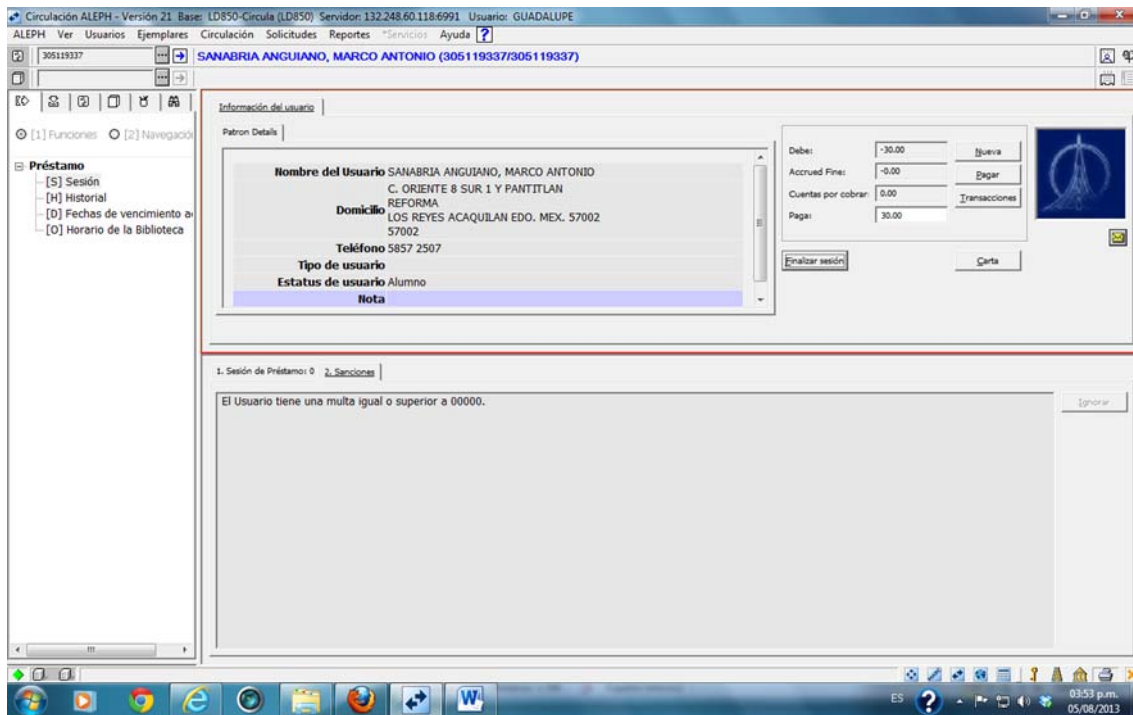 Circulación ALEPH - Versión 21 Base: LD850-Circula (LD850) Servidor: 132.248.60.118:6991 Usuario: GUADALUPE
ALEPH Ver Usuarios Ejemplares Circulación Solicitudes Reportes *Servicios Ayuda ?
305119337 SANABRIA ANGUIANO, MARCO ANTONIO (305119337/305119337)
[1] Funciones [2] Navegació
Préstamo
[S] Sesión
[H] Historial
[D] Fechas de vencimiento a
[O] Horario de la Biblioteca
Información del usuario
Patron Details
Nombre del Usuario SANABRIA ANGUIANO, MARCO ANTONIO
Domicilio C. ORIENTE 8 SUR 1 Y PANTITLAN
REFORMA
LOS REYES ACAQUILAN EDO. MEX. 57002
57002
Teléfono 5857 2507
Tipo de usuario
Estatus de usuario Alumno
Nota
Debe: -30.00 Nueva
Accrued Fine: -0.00 Pagar
Cuentas por cobrar: 0.00 Transacciones
Paga: 30.00
Finalizar sesión Carta
1. Sesión de Préstamo: 0 2. Sanciones
El Usuario tiene una multa igual o superior a 00000.
Ignorar
ES ? 03:53 p.m.
05/08/2013